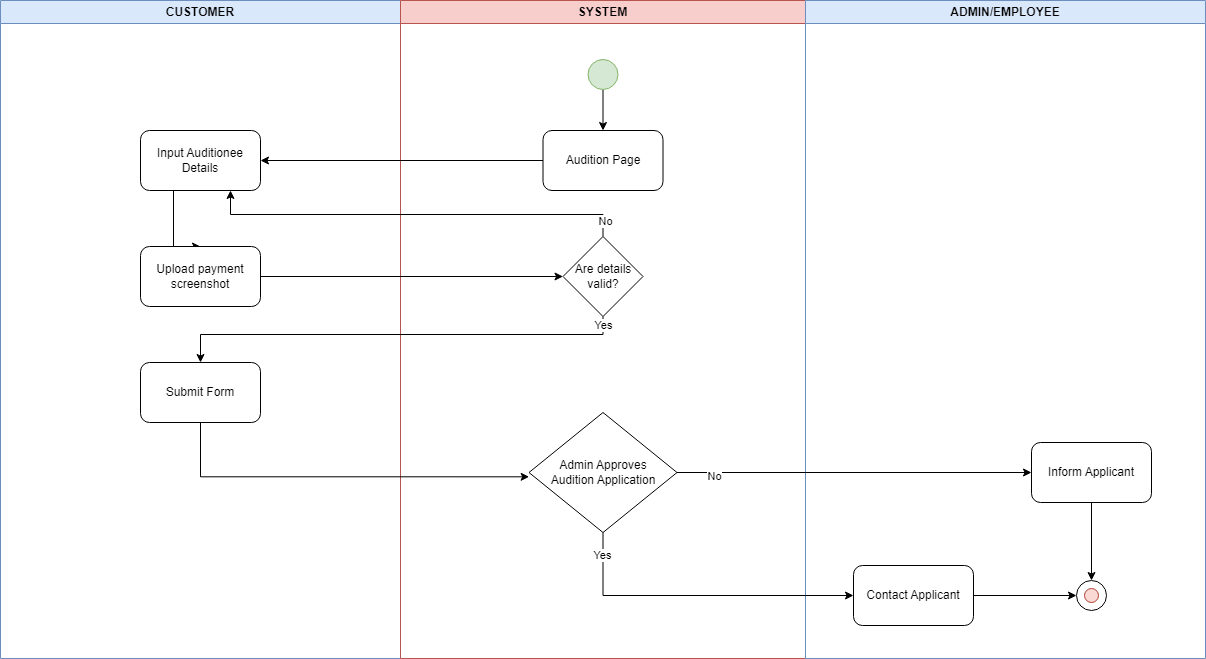 CUSTOMER
SYSTEM
ADMIN/EMPLOYEE
Input Auditionee
Details
Audition Page
No
Upload payment
screenshot
Are details
valid?
Yes
Submit Form
Admin Approves
Audition Application
No
Inform Applicant
Yes
Contact Applicant